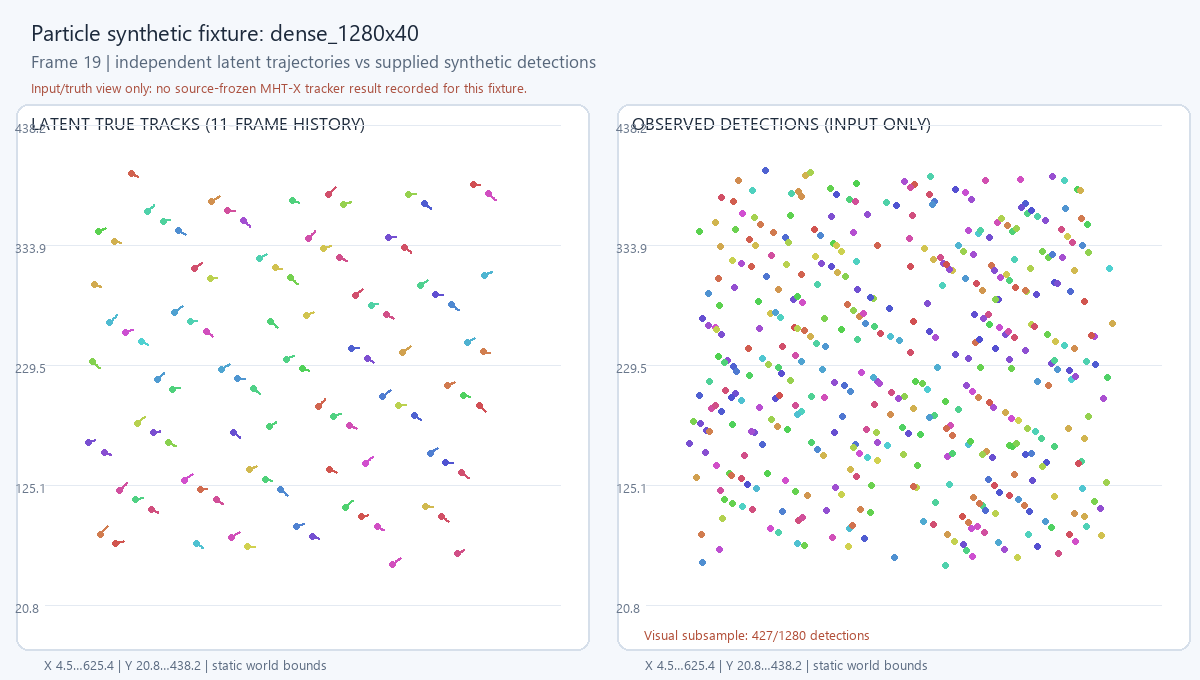 Particle synthetic fixture: dense_1280x40
Frame 19 | independent latent trajectories vs supplied synthetic detections
Input/truth view only: no source-frozen MHT-X tracker result recorded for this fixture.
LATENT TRUE TRACKS (11-FRAME HISTORY)
438.2
333.9
229.5
125.1
20.8
X 4.5…625.4 | Y 20.8…438.2 | static world bounds
OBSERVED DETECTIONS (INPUT ONLY)
438.2
333.9
229.5
125.1
20.8
Visual subsample: 427/1280 detections
X 4.5…625.4 | Y 20.8…438.2 | static world bounds